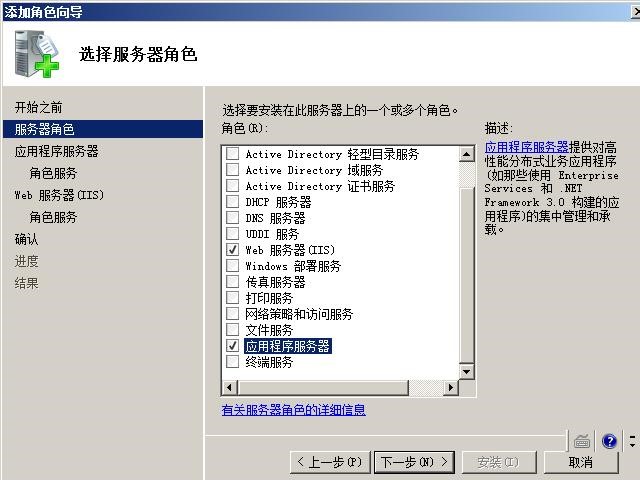 添加角色向导
选择服务器角色
开始之前
服务器角色
应用程序服务器
角色服务
Web 服务器(IIS)
角色服务
确认
进度
结果
选择要安装在此服务器上的一个或多个角色。
角色(R):
Active Directory 轻型目录服务
Active Directory 域服务
Active Directory 证书服务
DHCP 服务器
DNS 服务器
UDDI 服务
Web 服务器(IIS)
Windows 部署服务
传真服务器
打印服务
网络策略和访问服务
文件服务
应用程序服务器
终端服务
有关服务器角色的详细信息
描述:
应用程序服务器提供对高
性能分布式业务应用程序
(如那些使用 Enterprise
Services 和 .NET
Framework 3.0 构建的应
用程序)的集中管理和承
载。
< 上一步(P)
下一步(N) >
安装(I)
取消